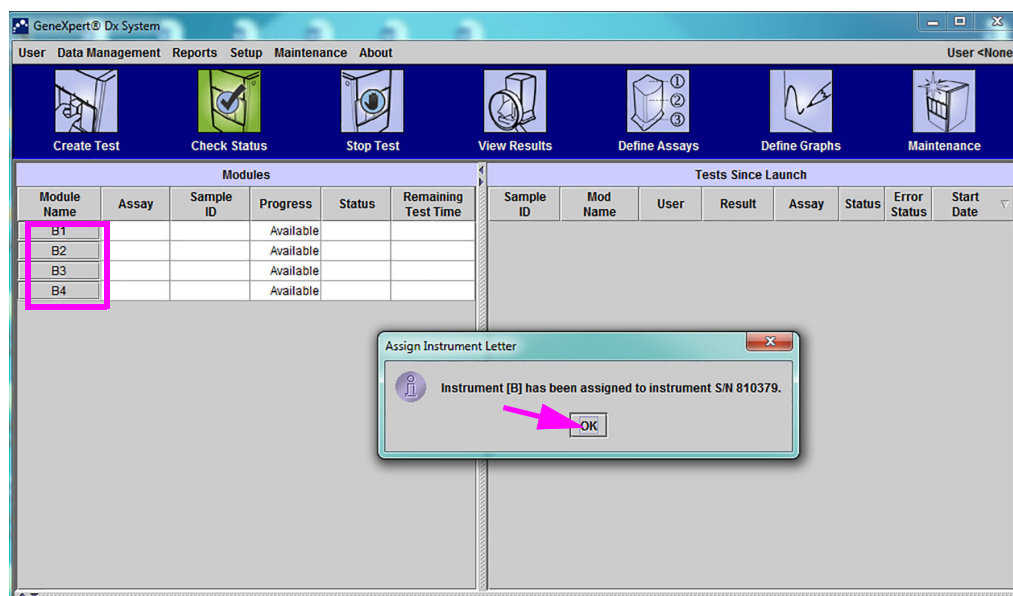 GeneXpert® Dx System
User Data Management Reports Setup Maintenance About User <None
① ② ③
Create Test Check Status Stop Test View Results Define Assays Define Graphs Maintenance
Modules
Module Name Assay Sample ID Progress Status Remaining Test Time
B1 Available
B2 Available
B3 Available
B4 Available
Tests Since Launch
Sample ID Mod Name User Result Assay Status Error Status Start Date
Assign Instrument Letter
Instrument [B] has been assigned to instrument S/N 810379.
OK